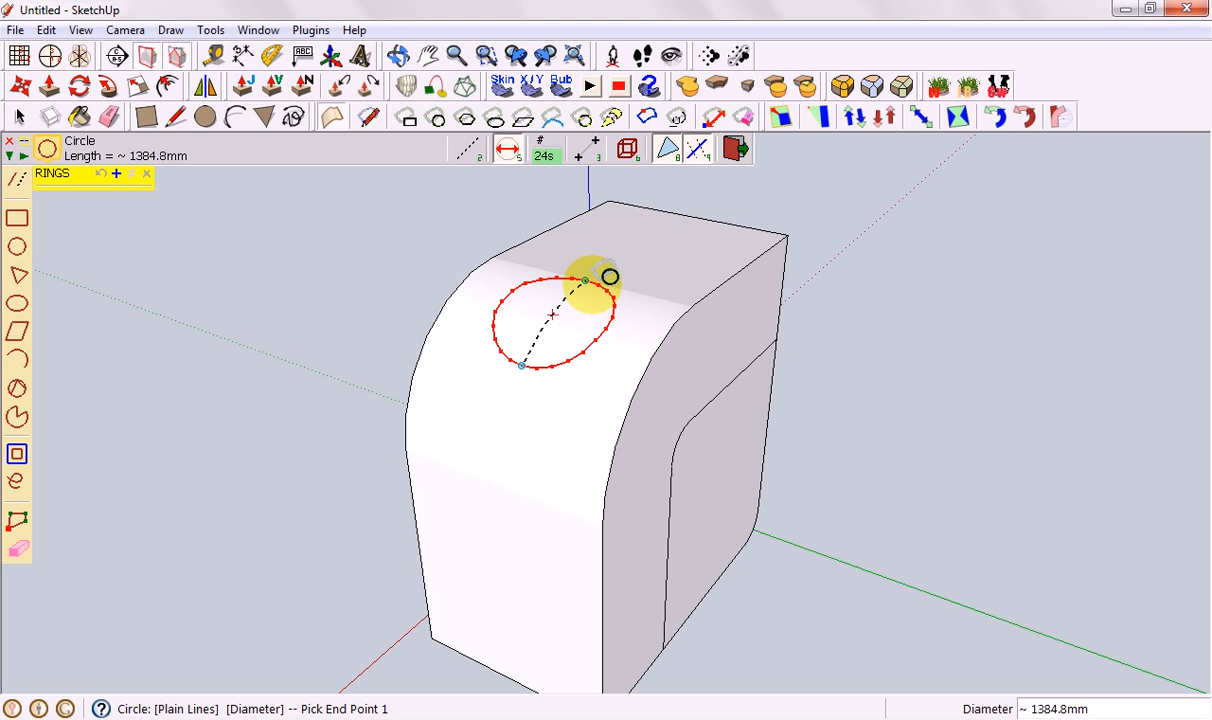 Untitled - SketchUp
File Edit View Camera Draw Tools Window Plugins Help
ABC
J V N Skin X/Y Bub
Circle
Length = ~ 1384.8mm
#
24s
RINGS
Circle: [Plain Lines] [Diameter] -- Pick End Point 1
Diameter ~ 1384.8mm